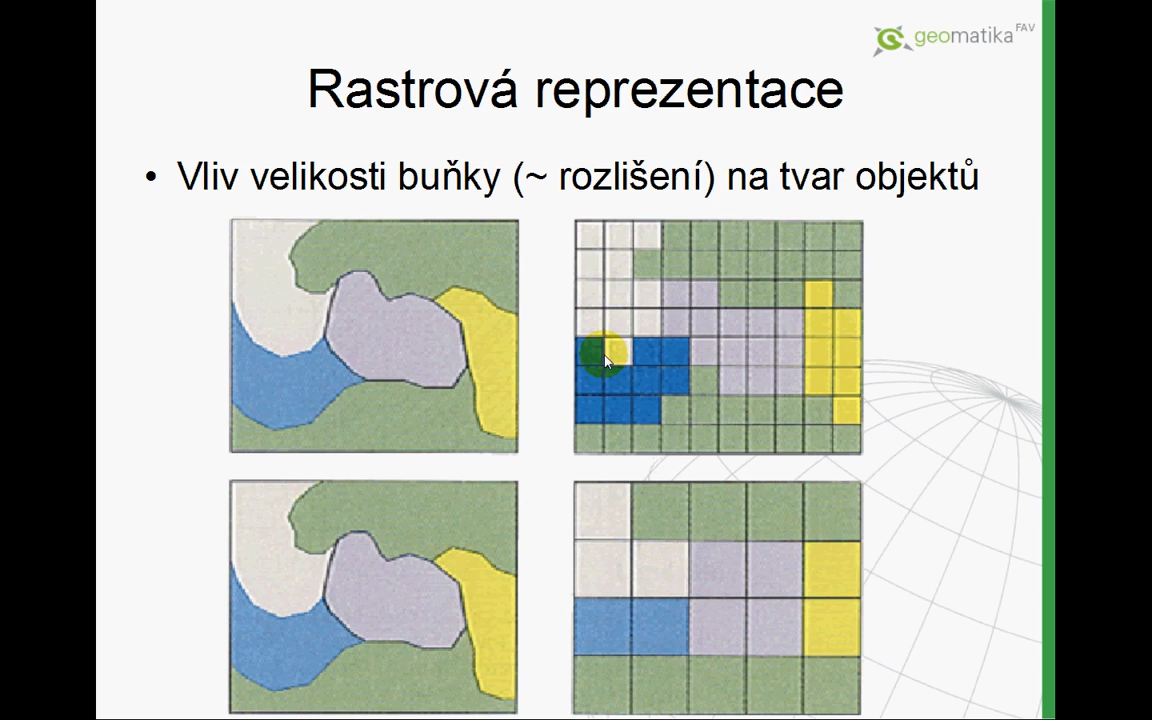 geomatika FAV
Rastrová reprezentace
• Vliv velikosti buňky (~ rozlišení) na tvar objektů